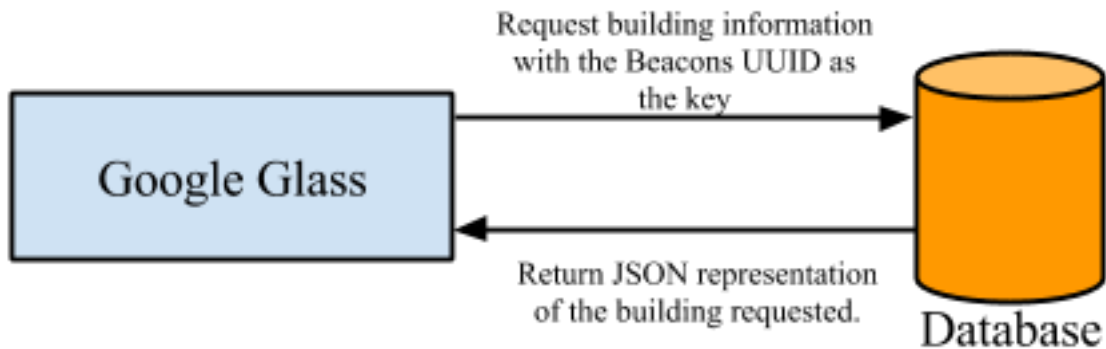 Request building information
with the Beacons UUID as
the key
Google Glass
Return JSON representation
of the building requested.
Database